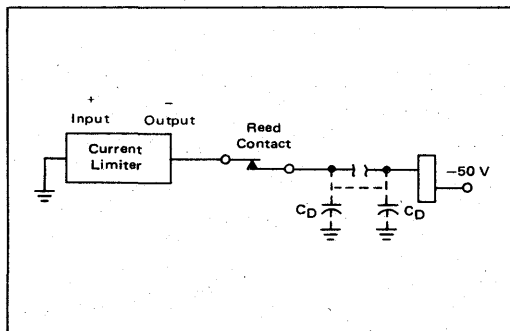 +
−
Input
Output
Current
Limiter
Reed
Contact
−50 V
CD
CD